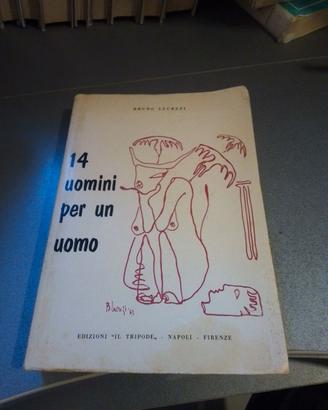 BRUNO LUCREZI
14
uomini
per un
uomo
EDIZIONI "IL TRIPODE„ - NAPOLI - FIRENZE